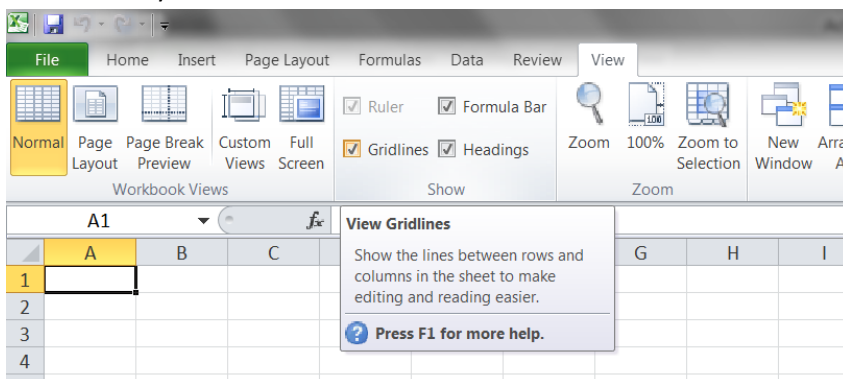 File Home Insert Page Layout Formulas Data Review View
Normal Page Layout Page Break Preview Custom Views Full Screen
Ruler Formula Bar
Gridlines Headings
Zoom 100% Zoom to Selection New Window
Workbook Views Show Zoom
A1 fx
View Gridlines
Show the lines between rows and
columns in the sheet to make
editing and reading easier.
Press F1 for more help.
A B C G H I
1
2
3
4